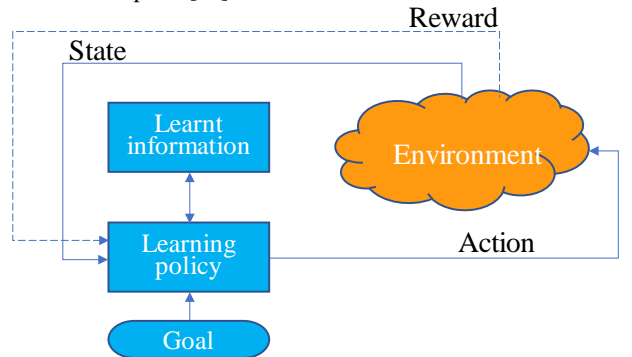 Reward
State
Learnt
information
Environment
Learning
policy
Action
Goal